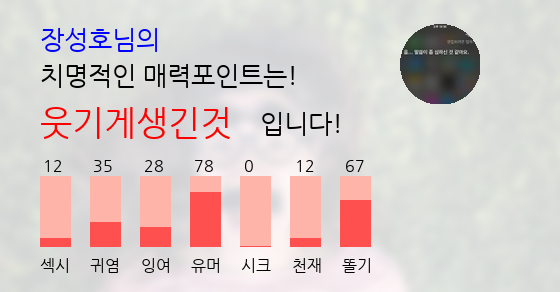 장성호님의
치명적인 매력포인트는!
웃기게생긴것 입니다!
12 35 28 78 0 12 67
섹시 귀염 잉여 유머 시크 천재 똘기